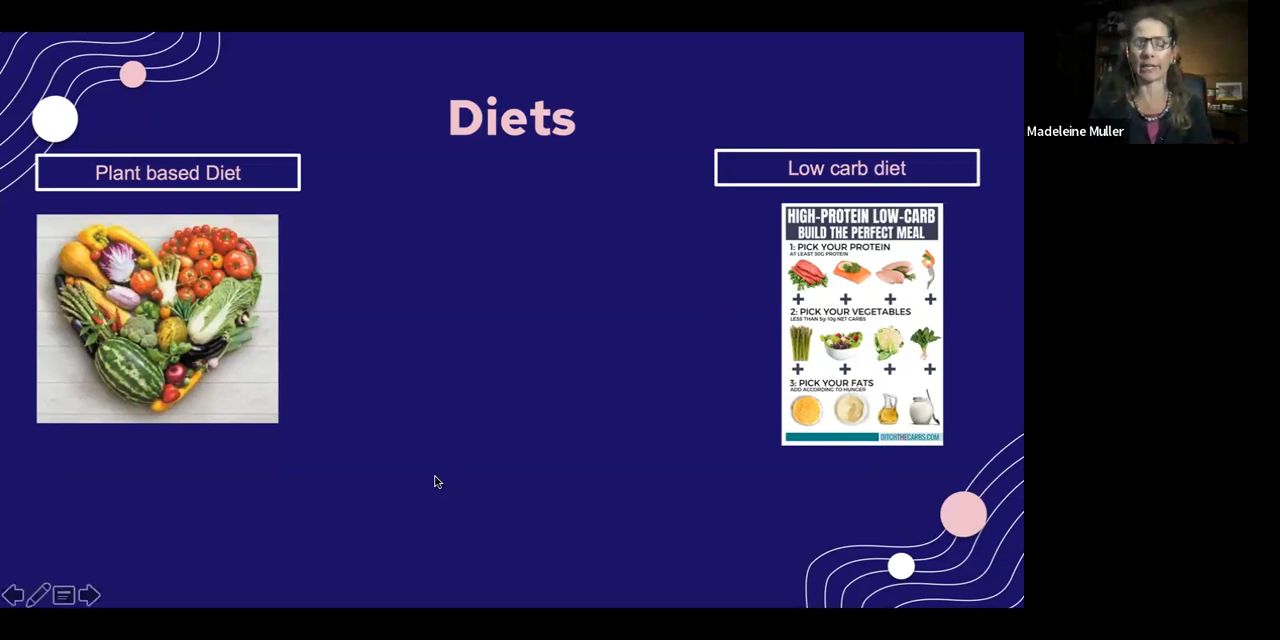 Diets
Plant based Diet
Low carb diet
HIGH-PROTEIN LOW-CARB
BUILD THE PERFECT MEAL
1: PICK YOUR PROTEIN
AT LEAST 30G PROTEIN
2: PICK YOUR VEGETABLES
LESS THAN 5g-10g NET CARBS
3: PICK YOUR FATS
ADD ACCORDING TO HUNGER
DITCHTHECARBS.COM
Madeleine Muller